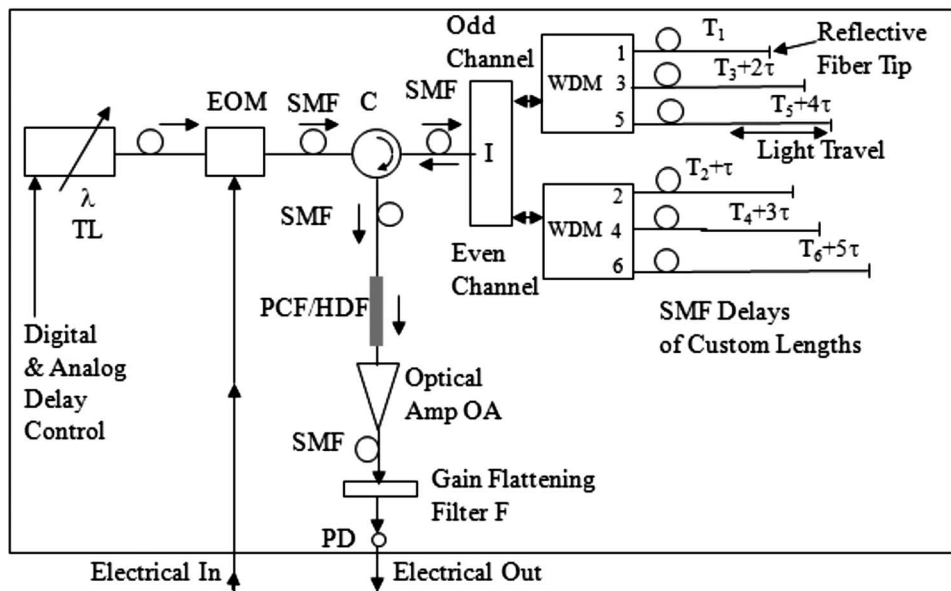 Odd
Channel
EOM
SMF
C
SMF
I
λ
TL
WDM
1
3
5
T₁
T₃+2τ
T₅+4τ
Reflective
Fiber Tip
Light Travel
WDM
2
4
6
T₂+τ
T₄+3τ
T₆+5τ
SMF Delays
of Custom Lengths
Even
Channel
SMF
PCF/HDF
Optical
Amp OA
SMF
Gain Flattening
Filter F
PD
Digital
& Analog
Delay
Control
Electrical In
Electrical Out